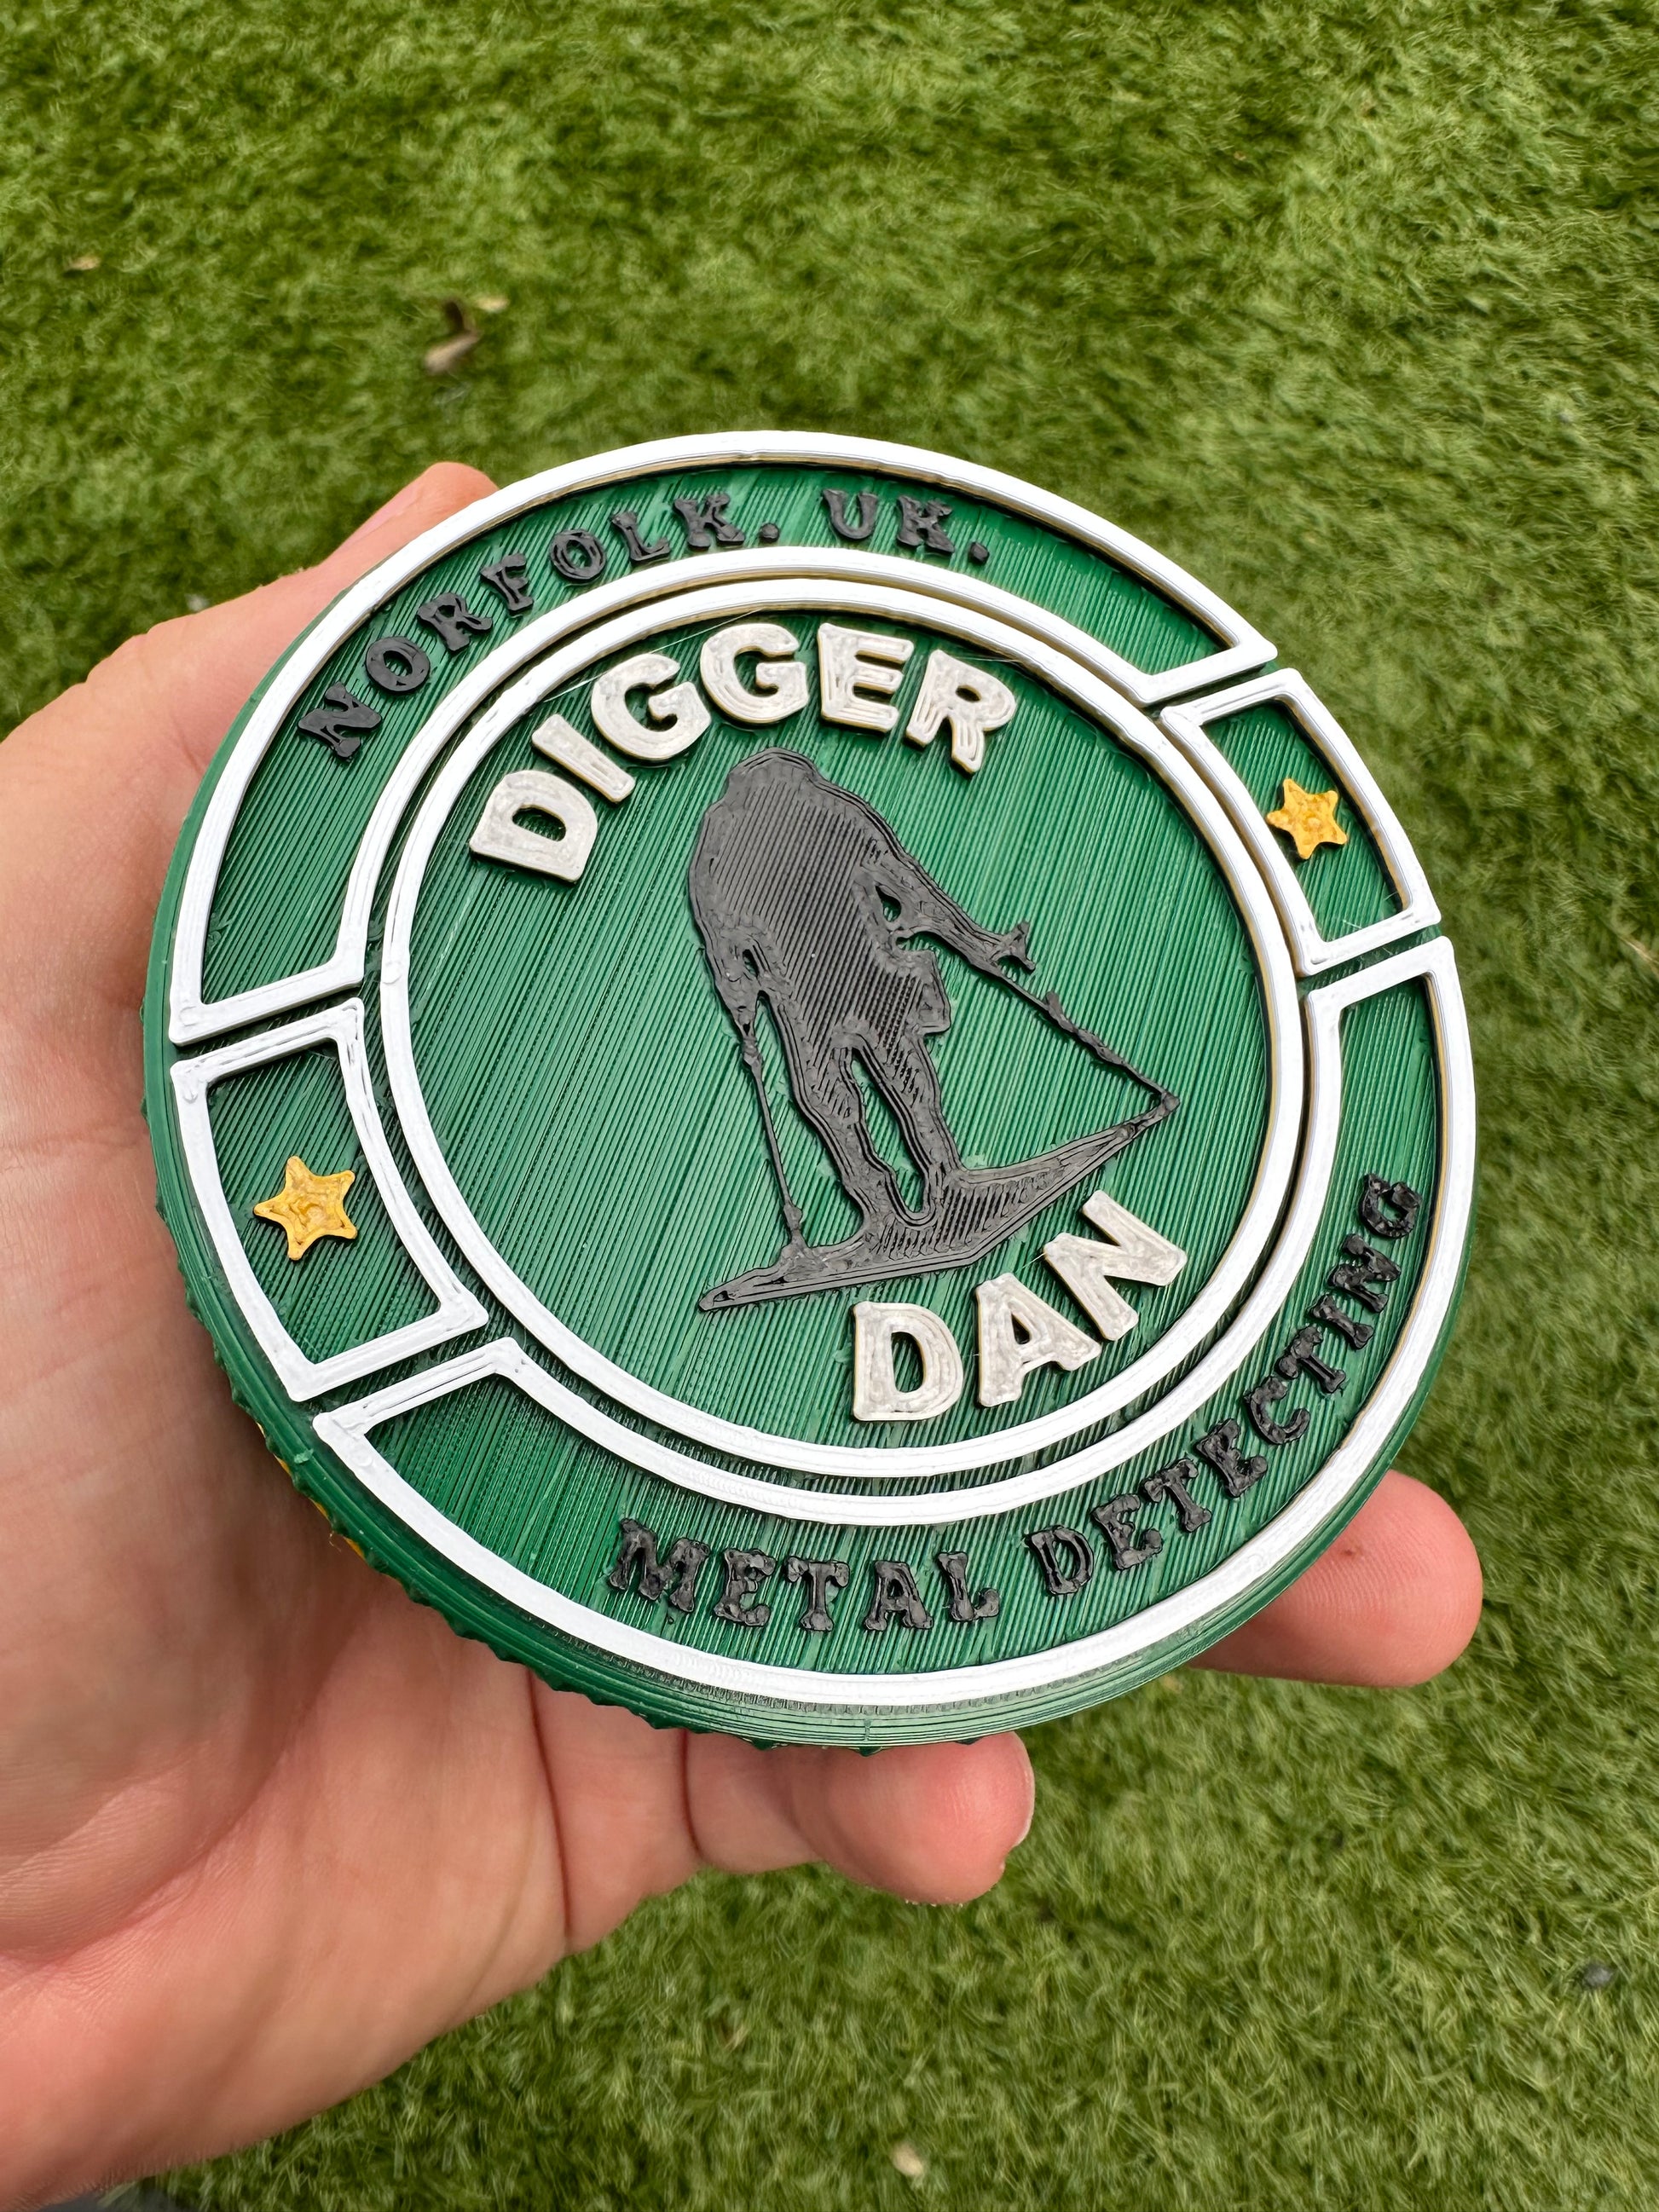 NORFOLK. UK.
DIGGER
DAN
METAL DETECTING